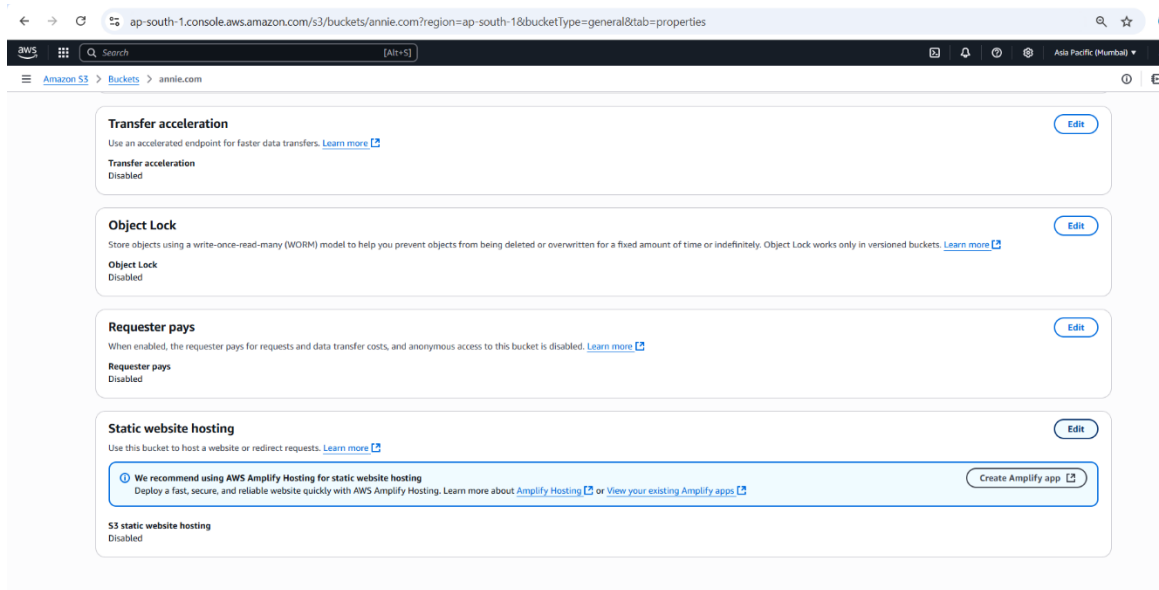 ap-south-1.console.aws.amazon.com/s3/buckets/annie.com?region=ap-south-1&bucketType=general&tab=properties
aws Search [Alt+S] Asia Pacific (Mumbai)
Amazon S3 > Buckets > annie.com
Transfer acceleration Edit
Use an accelerated endpoint for faster data transfers. Learn more
Transfer acceleration
Disabled
Object Lock Edit
Store objects using a write-once-read-many (WORM) model to help you prevent objects from being deleted or overwritten for a fixed amount of time or indefinitely. Object Lock works only in versioned buckets. Learn more
Object Lock
Disabled
Requester pays Edit
When enabled, the requester pays for requests and data transfer costs, and anonymous access to this bucket is disabled. Learn more
Requester pays
Disabled
Static website hosting Edit
Use this bucket to host a website or redirect requests. Learn more
We recommend using AWS Amplify Hosting for static website hosting Create Amplify app
Deploy a fast, secure, and reliable website quickly with AWS Amplify Hosting. Learn more about Amplify Hosting or View your existing Amplify apps
S3 static website hosting
Disabled